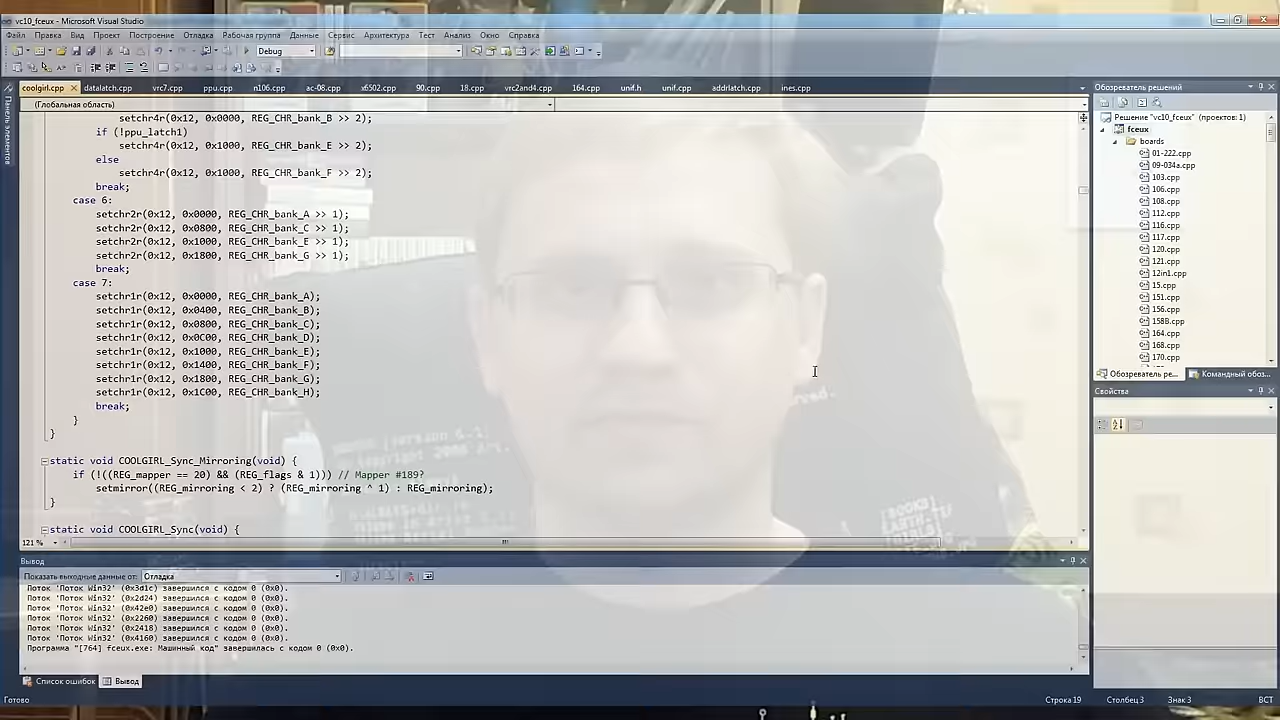 vc10_fceux - Microsoft Visual Studio
Файл Правка Вид Проект Построение Отладка Рабочая группа Данные Сервис Архитектура Тест Анализ Окно Справка
Debug
coolgirl.cpp datalatch.cpp vrc7.cpp ppu.cpp n106.cpp ac-08.cpp x6502.cpp 90.cpp 18.cpp vrc2and4.cpp 164.cpp unif.h unif.cpp addrlatch.cpp ines.cpp
Панель элементов
(Глобальная область)
setchr4r(0x12, 0x0000, REG_CHR_bank_B >> 2);
if (!ppu_latch1)
setchr4r(0x12, 0x1000, REG_CHR_bank_E >> 2);
else
setchr4r(0x12, 0x1000, REG_CHR_bank_F >> 2);
break;
case 6:
setchr2r(0x12, 0x0000, REG_CHR_bank_A >> 1);
setchr2r(0x12, 0x0800, REG_CHR_bank_C >> 1);
setchr2r(0x12, 0x1000, REG_CHR_bank_E >> 1);
setchr2r(0x12, 0x1800, REG_CHR_bank_G >> 1);
break;
case 7:
setchr1r(0x12, 0x0000, REG_CHR_bank_A);
setchr1r(0x12, 0x0400, REG_CHR_bank_B);
setchr1r(0x12, 0x0800, REG_CHR_bank_C);
setchr1r(0x12, 0x0C00, REG_CHR_bank_D);
setchr1r(0x12, 0x1000, REG_CHR_bank_E);
setchr1r(0x12, 0x1400, REG_CHR_bank_F);
setchr1r(0x12, 0x1800, REG_CHR_bank_G);
setchr1r(0x12, 0x1C00, REG_CHR_bank_H);
break;
}
}
static void COOLGIRL_Sync_Mirroring(void) {
if (!((REG_mapper == 20) && (REG_flags & 1))) // Mapper #189?
setmirror((REG_mirroring < 2) ? (REG_mirroring ^ 1) : REG_mirroring);
}
static void COOLGIRL_Sync(void) {
121 %
Обозреватель решений
Решение "vc10_fceux" (проектов: 1)
fceux
boards
01-222.cpp
09-034a.cpp
103.cpp
106.cpp
108.cpp
112.cpp
116.cpp
117.cpp
120.cpp
121.cpp
12in1.cpp
15.cpp
151.cpp
156.cpp
158B.cpp
164.cpp
168.cpp
170.cpp
Обозреватель ре... Командный обоз...
Свойства
Вывод
Показать выходные данные от: Отладка
Поток 'Поток Win32' (0x3d1c) завершился с кодом 0 (0x0).
Поток 'Поток Win32' (0x2d24) завершился с кодом 0 (0x0).
Поток 'Поток Win32' (0x42e0) завершился с кодом 0 (0x0).
Поток 'Поток Win32' (0x2260) завершился с кодом 0 (0x0).
Поток 'Поток Win32' (0x2418) завершился с кодом 0 (0x0).
Поток 'Поток Win32' (0x4160) завершился с кодом 0 (0x0).
Программа "[764] fceux.exe: Машинный код" завершилась с кодом 0 (0x0).
Список ошибок Вывод
Готово Строка 19 Столбец 3 Знак 3 ВСТ